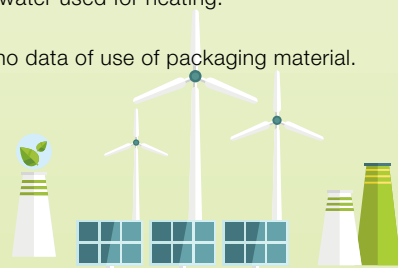 water used for heating.
no data of use of packaging material.